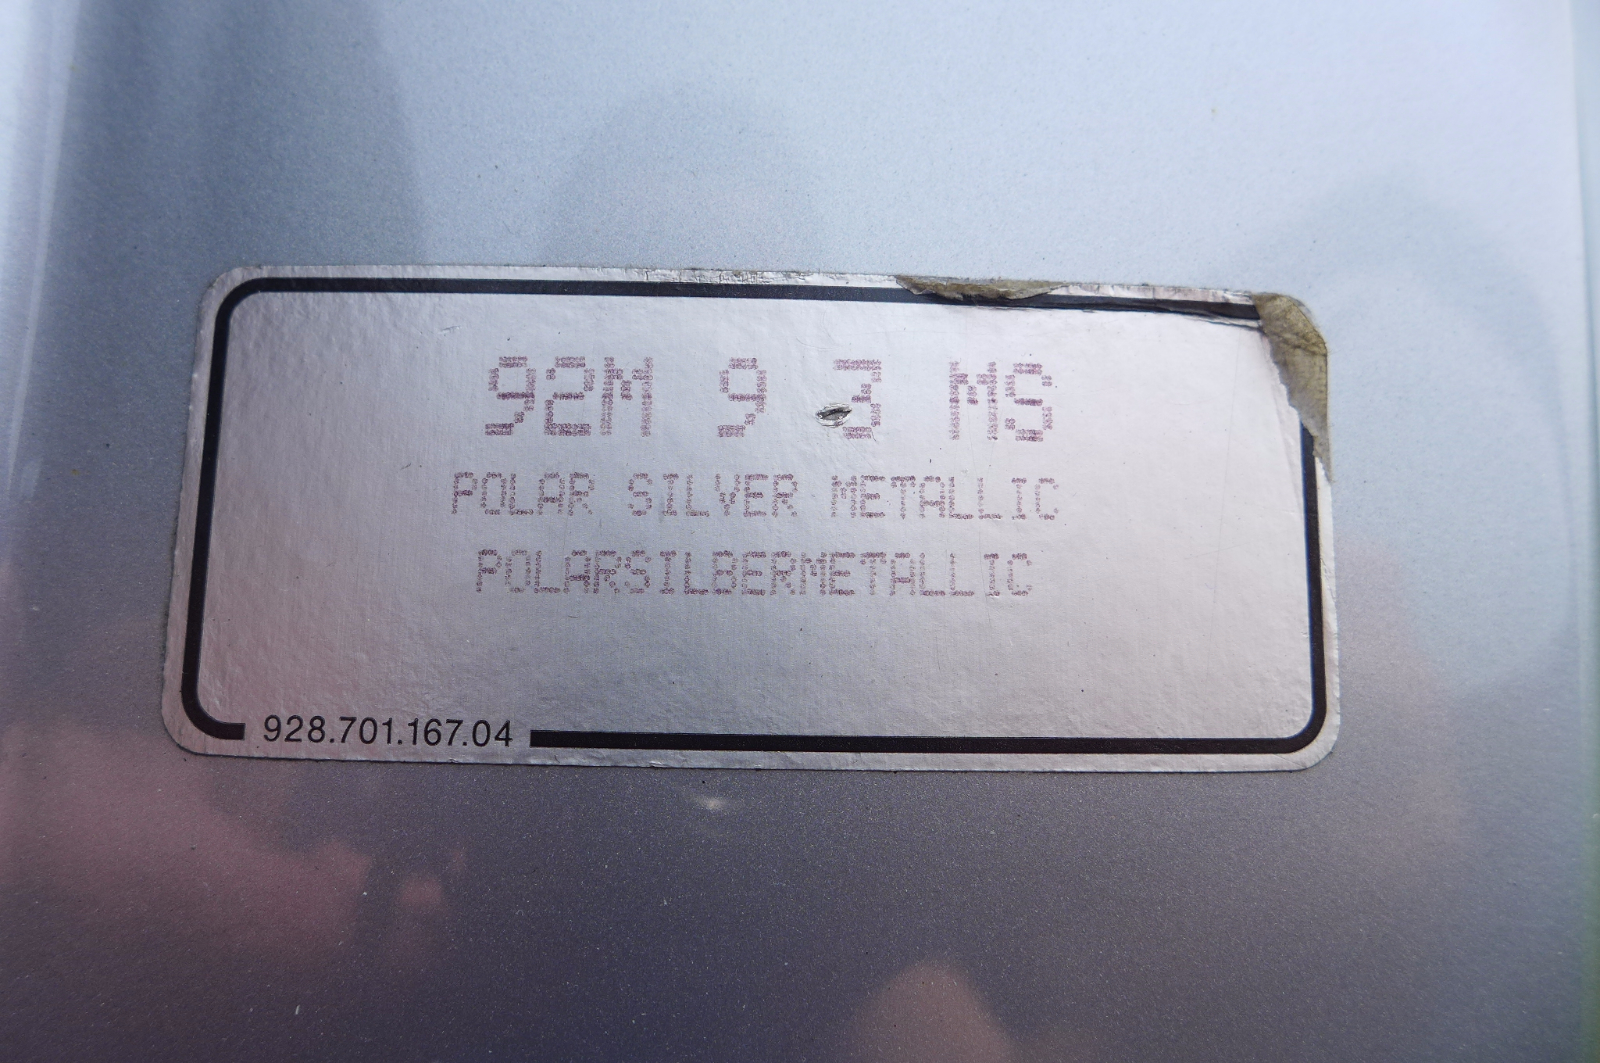 92M 9 3 MS
POLAR SILVER METALLIC
POLARSILBERMETALLIC
928.701.167.04